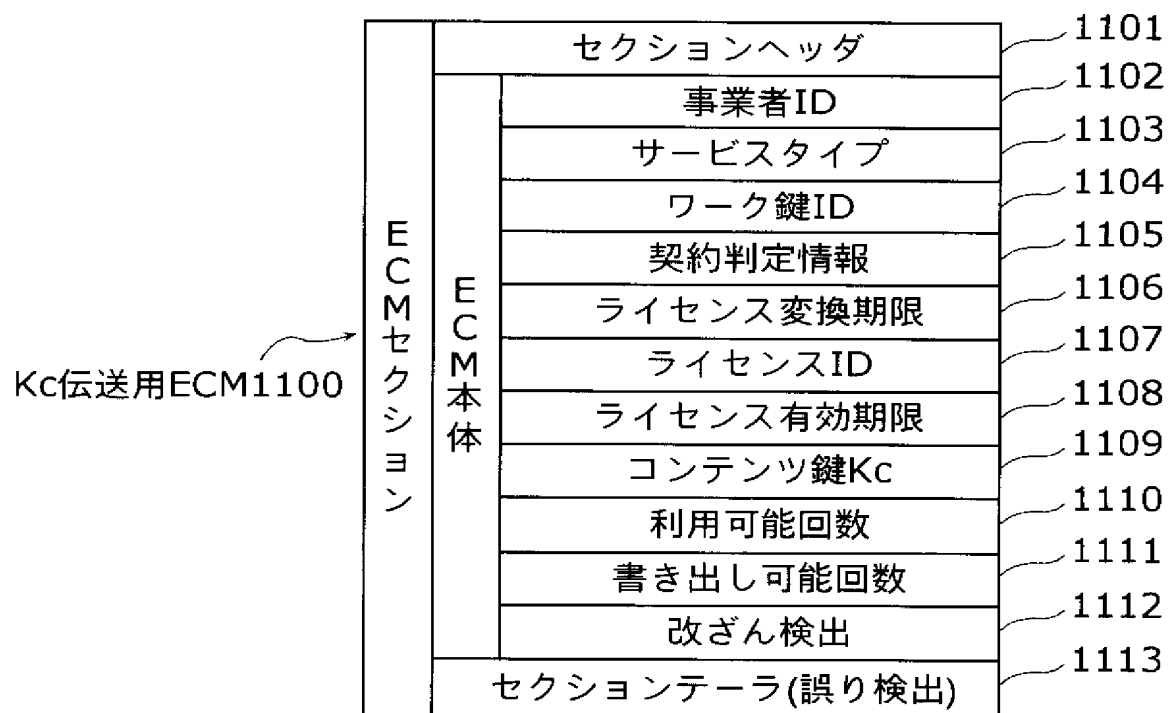 セクションヘッダ 1101
事業者ID 1102
サービスタイプ 1103
ワーク鍵ID 1104
契約判定情報 1105
ライセンス変換期限 1106
ライセンスID 1107
ライセンス有効期限 1108
コンテンツ鍵Kc 1109
利用可能回数 1110
書き出し可能回数 1111
改ざん検出 1112
セクションテーラ(誤り検出) 1113
ECMセクション
ECM本体
Kc伝送用ECM1100